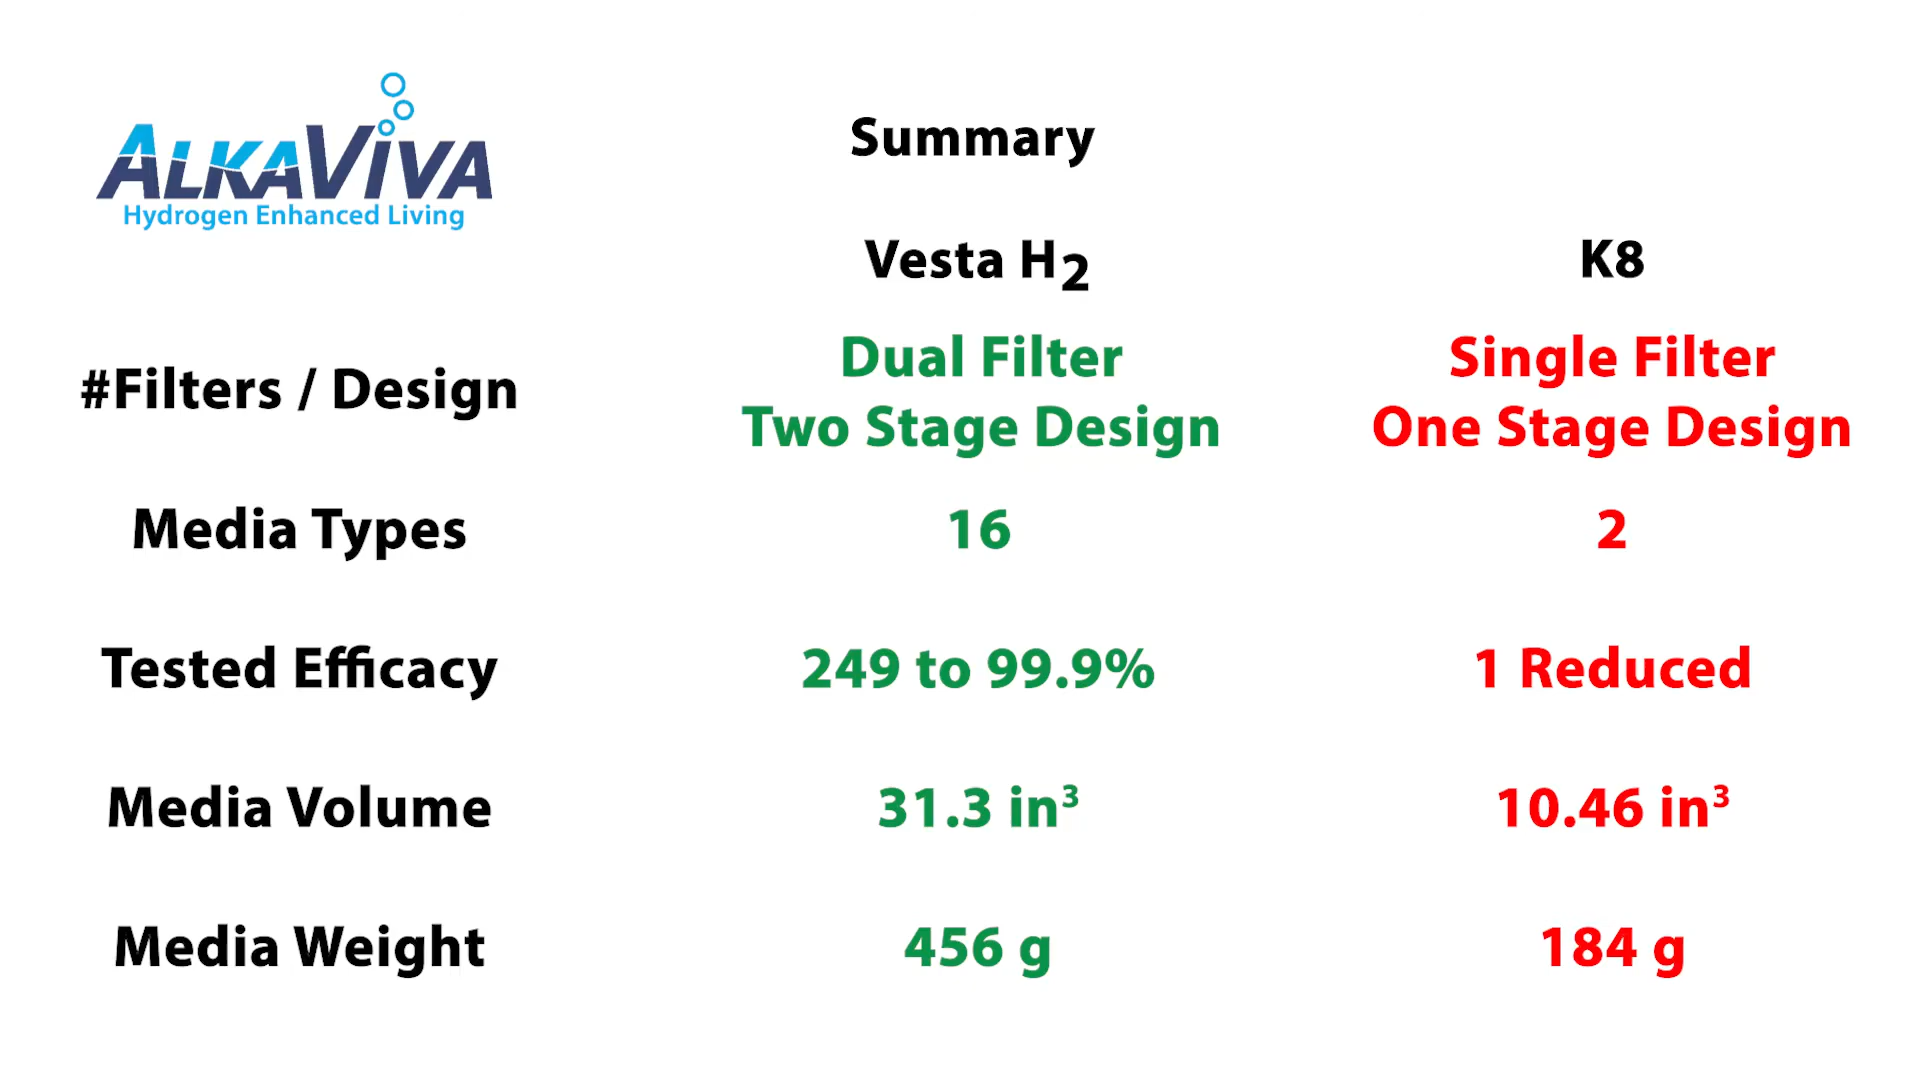 ALKAVIVA
Hydrogen Enhanced Living
Summary
Vesta H2
K8
#Filters / Design
Dual Filter
Two Stage Design
Single Filter
One Stage Design
Media Types
16
2
Tested Efficacy
249 to 99.9%
1 Reduced
Media Volume
31.3 in³
10.46 in³
Media Weight
456 g
184 g